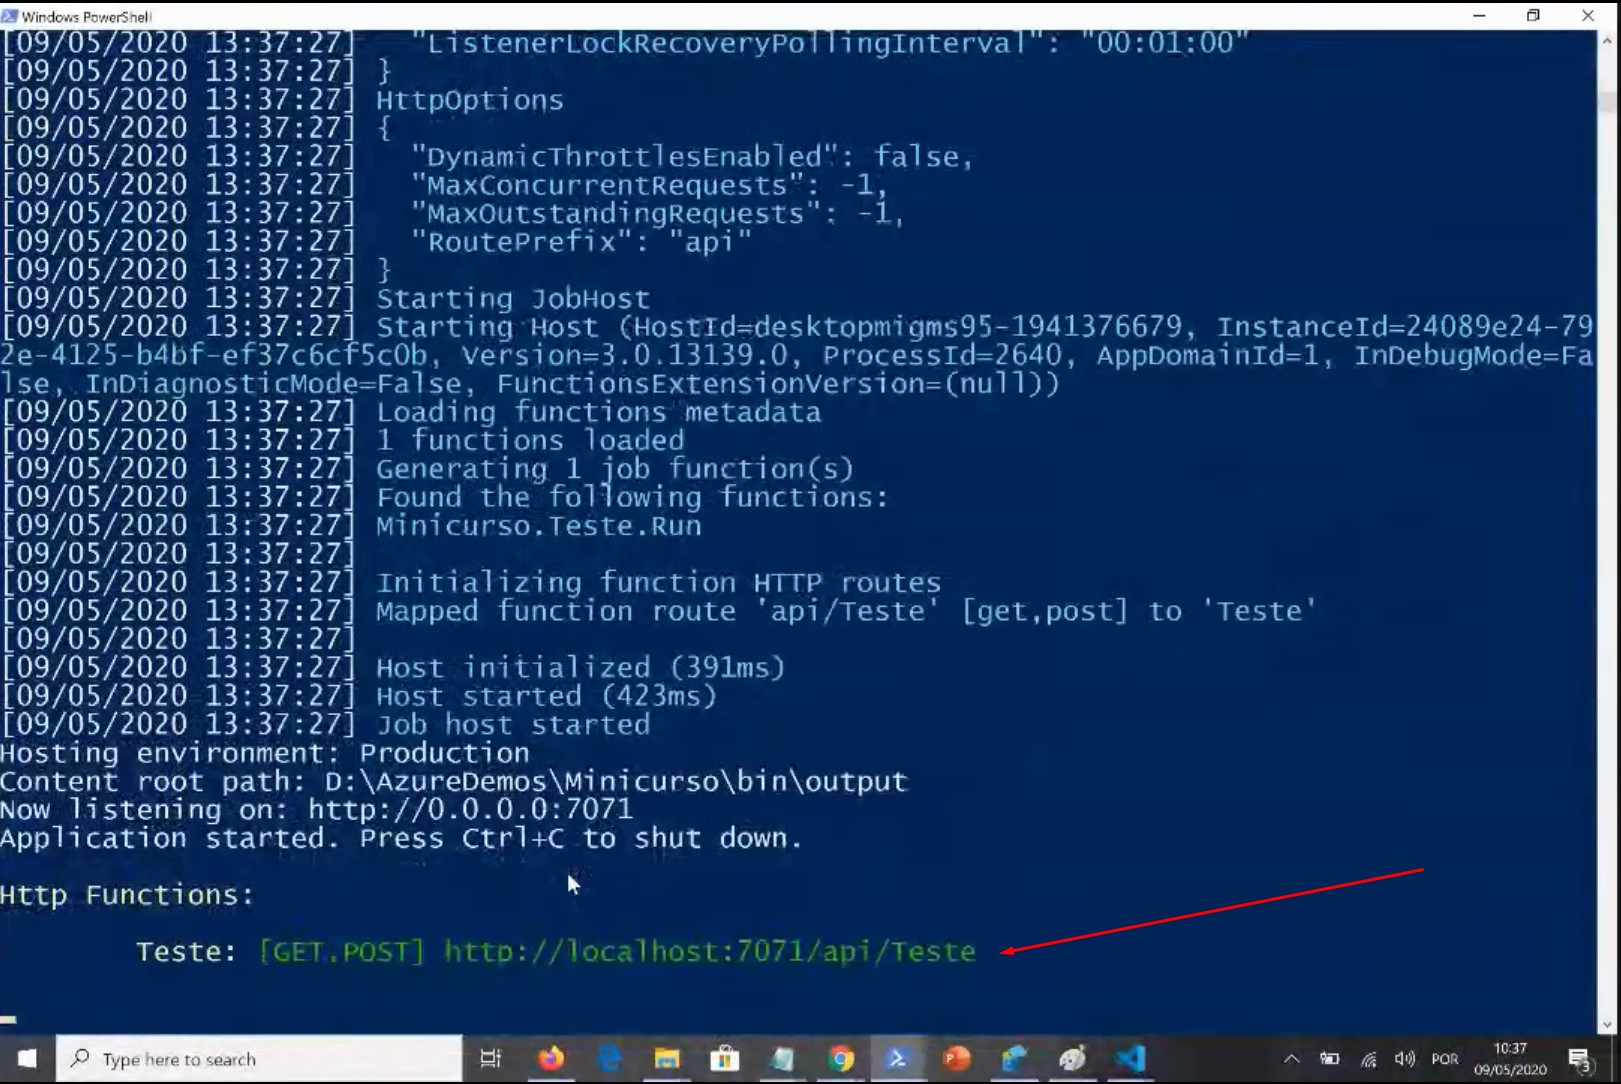 Windows PowerShell
[09/05/2020 13:37:27]   "ListenerLockRecoveryPollingInterval": "00:01:00"
[09/05/2020 13:37:27] }
[09/05/2020 13:37:27] HttpOptions
[09/05/2020 13:37:27] {
[09/05/2020 13:37:27]   "DynamicThrottlesEnabled": false,
[09/05/2020 13:37:27]   "MaxConcurrentRequests": -1,
[09/05/2020 13:37:27]   "MaxOutstandingRequests": -1,
[09/05/2020 13:37:27]   "RoutePrefix": "api"
[09/05/2020 13:37:27] }
[09/05/2020 13:37:27] Starting JobHost
[09/05/2020 13:37:27] Starting Host (HostId=desktopmigms95-1941376679, InstanceId=24089e24-79
2e-4125-b4bf-ef37c6cf5c0b, Version=3.0.13139.0, ProcessId=2640, AppDomainId=1, InDebugMode=Fa
lse, InDiagnosticMode=False, FunctionsExtensionVersion=(null))
[09/05/2020 13:37:27] Loading functions metadata
[09/05/2020 13:37:27] 1 functions loaded
[09/05/2020 13:37:27] Generating 1 job function(s)
[09/05/2020 13:37:27] Found the following functions:
[09/05/2020 13:37:27] Minicurso.Teste.Run
[09/05/2020 13:37:27]
[09/05/2020 13:37:27] Initializing function HTTP routes
[09/05/2020 13:37:27] Mapped function route 'api/Teste' [get,post] to 'Teste'
[09/05/2020 13:37:27]
[09/05/2020 13:37:27] Host initialized (391ms)
[09/05/2020 13:37:27] Host started (423ms)
[09/05/2020 13:37:27] Job host started
Hosting environment: Production
Content root path: D:\AzureDemos\Minicurso\bin\output
Now listening on: http://0.0.0.0:7071
Application started. Press Ctrl+C to shut down.
Http Functions:
Teste: [GET,POST] http://localhost:7071/api/Teste
Type here to search
POR
10:37
09/05/2020
3